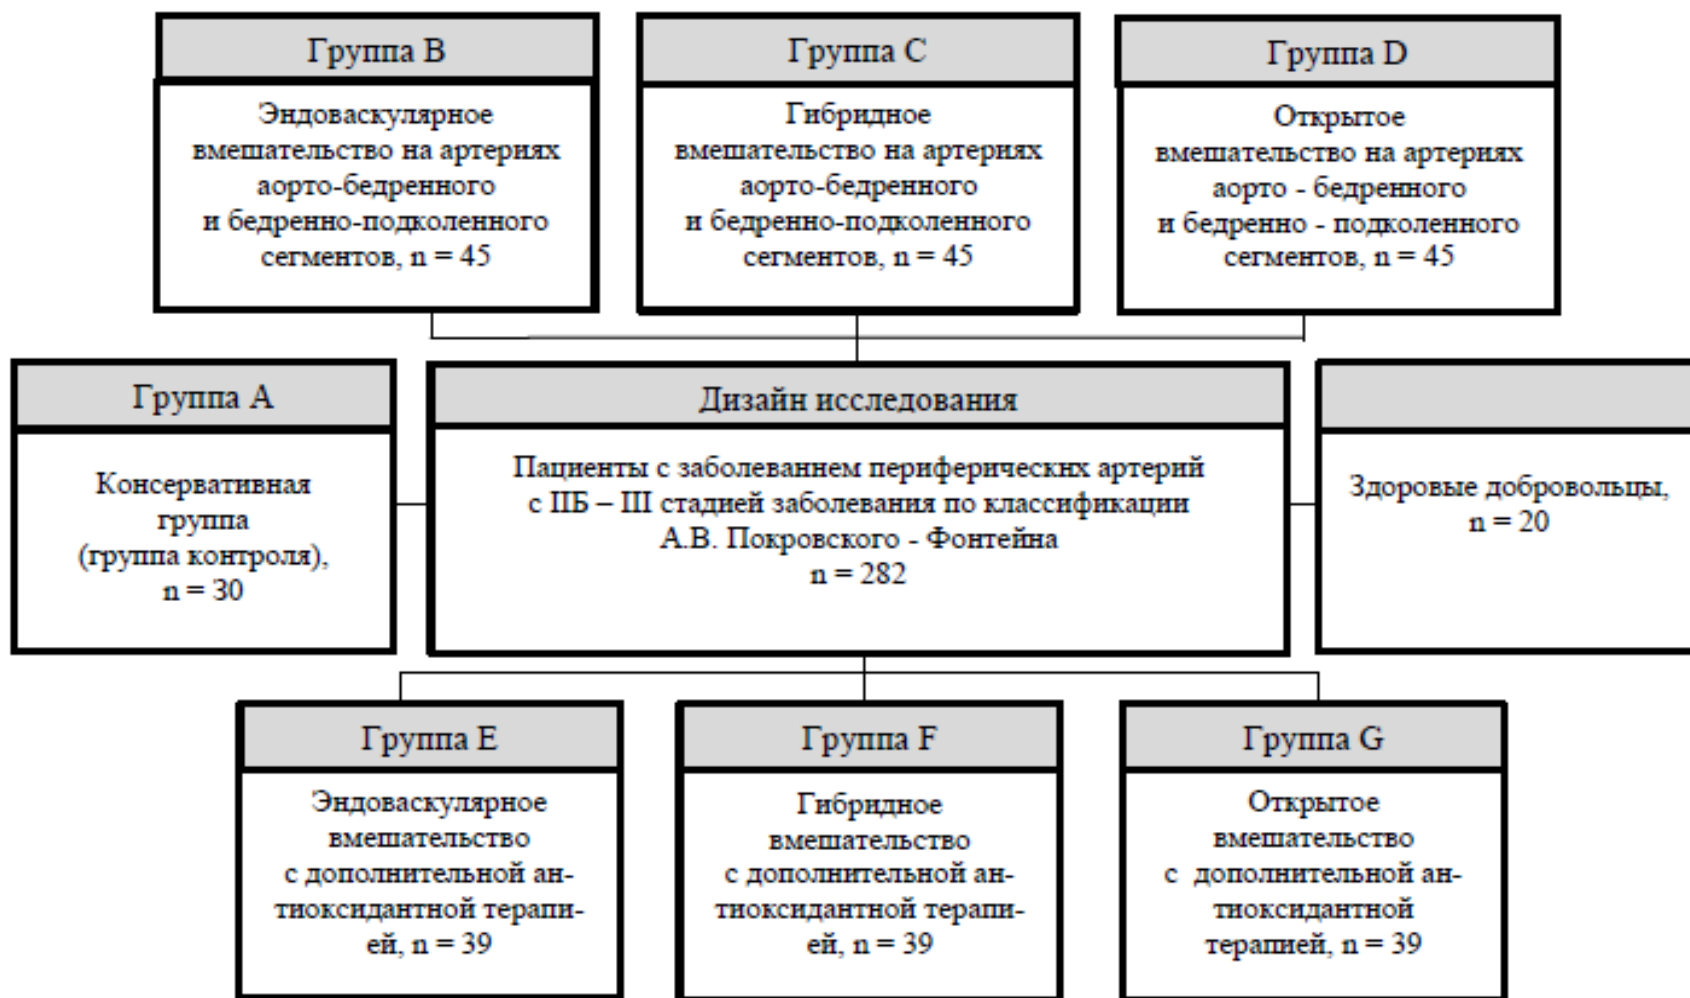 Группа B
Эндоваскулярное
вмешательство на артериях
аорто-бедренного
и бедренно-подколенного
сегментов, n = 45
Группа C
Гибридное
вмешательство на артериях
аорто-бедренного
и бедренно-подколенного
сегментов, n = 45
Группа D
Открытое
вмешательство на артериях
аорто - бедренного
и бедренно - подколенного
сегментов, n = 45
Группа А
Консервативная
группа
(группа контроля),
n = 30
Дизайн исследования
Пациенты с заболеванием периферических артерий
с IIБ – III стадией заболевания по классификации
А.В. Покровского - Фонтейна
n = 282
Здоровые добровольцы,
n = 20
Группа E
Эндоваскулярное
вмешательство
с дополнительной ан-
тиоксидантной терапи-
ей, n = 39
Группа F
Гибридное
вмешательство
с дополнительной ан-
тиоксидантной терапи-
ей, n = 39
Группа G
Открытое
вмешательство
с дополнительной ан-
тиоксидантной
терапией, n = 39